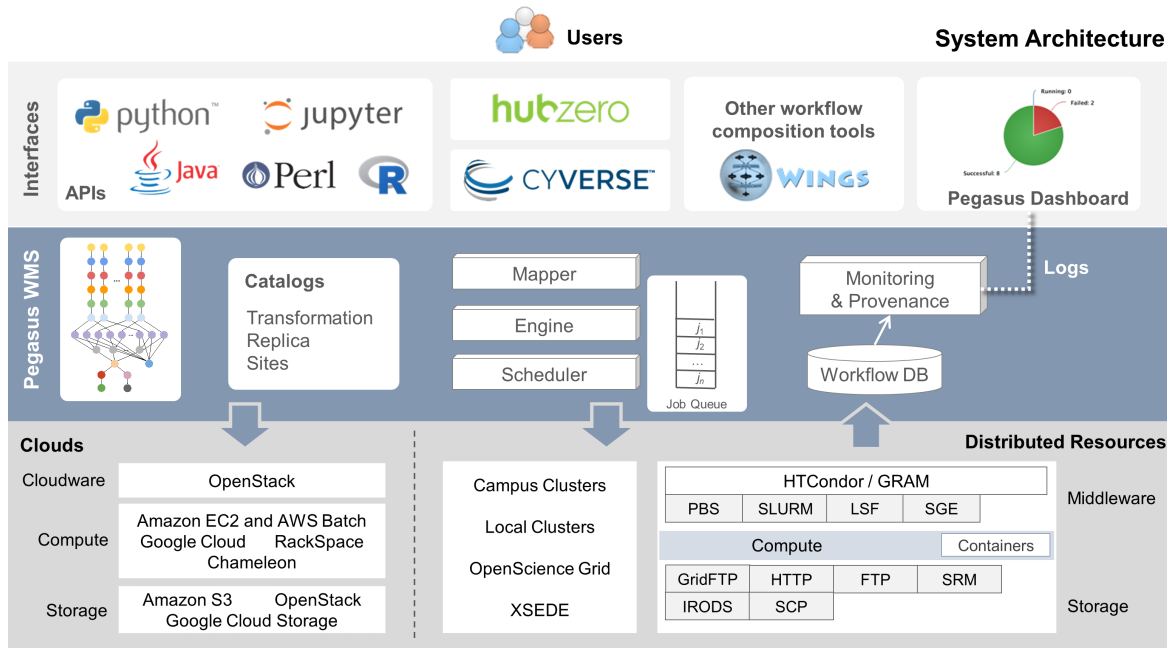 Users
System Architecture
Interfaces
python™
jupyter
Java
Perl
R
APIs
hubzero
CYVERSE™
Other workflow
composition tools
WINGS
Running: 0
Failed: 2
Successful: 8
Pegasus Dashboard
Pegasus WMS
...
...
Catalogs
Transformation
Replica
Sites
Mapper
Engine
Scheduler
j1
j2
...
jn
Job Queue
Monitoring
& Provenance
Logs
Workflow DB
Clouds
Cloudware
OpenStack
Compute
Amazon EC2 and AWS Batch
Google Cloud RackSpace
Chameleon
Storage
Amazon S3 OpenStack
Google Cloud Storage
Distributed Resources
Campus Clusters
Local Clusters
OpenScience Grid
XSEDE
HTCondor / GRAM
PBS SLURM LSF SGE
Middleware
Compute
Containers
GridFTP HTTP FTP SRM
IRODS SCP
Storage